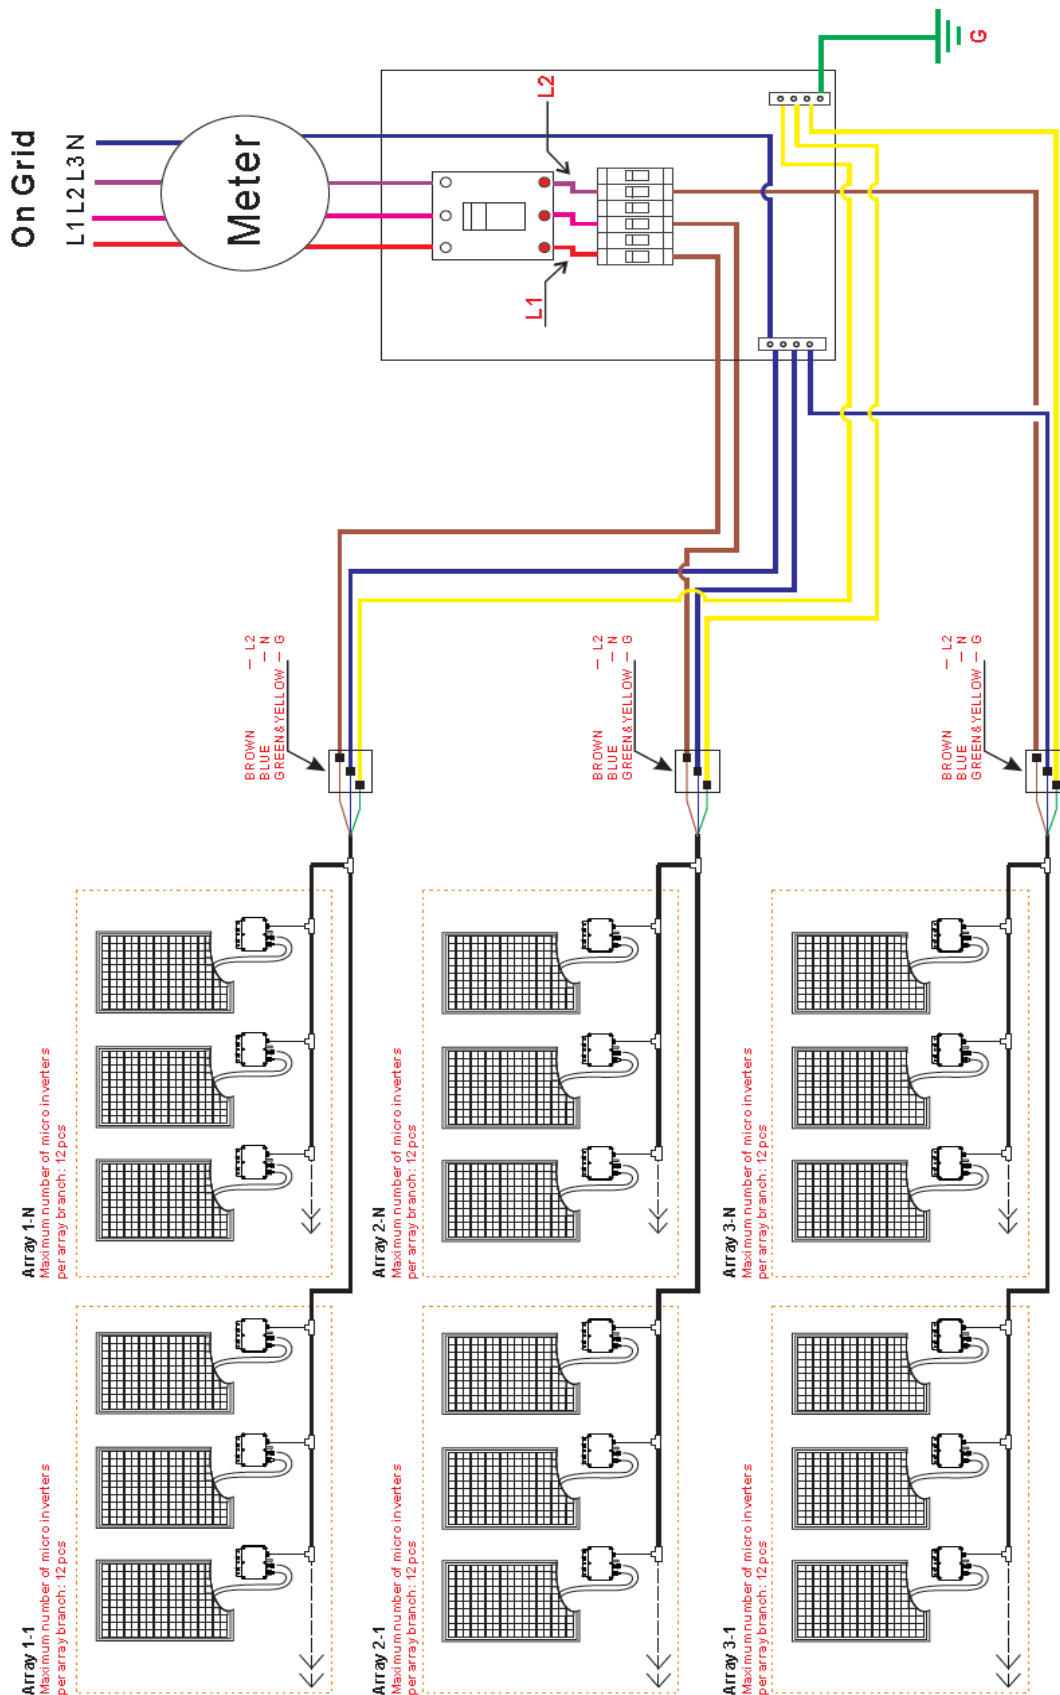 On Grid
L1 L2 L3 N
Meter
L1
L2
G
BROWN — L2
BLUE — N
GREEN&YELLOW — G
BROWN — L2
BLUE — N
GREEN&YELLOW — G
BROWN — L2
BLUE — N
GREEN&YELLOW — G
Array 1-1
Maximum number of micro inverters
per array branch: 12pcs
Array 1-N
Maximum number of micro inverters
per array branch: 12pcs
Array 2-1
Maximum number of micro inverters
per array branch: 12pcs
Array 2-N
Maximum number of micro inverters
per array branch: 12pcs
Array 3-1
Maximum number of micro inverters
per array branch: 12pcs
Array 3-N
Maximum number of micro inverters
per array branch: 12pcs